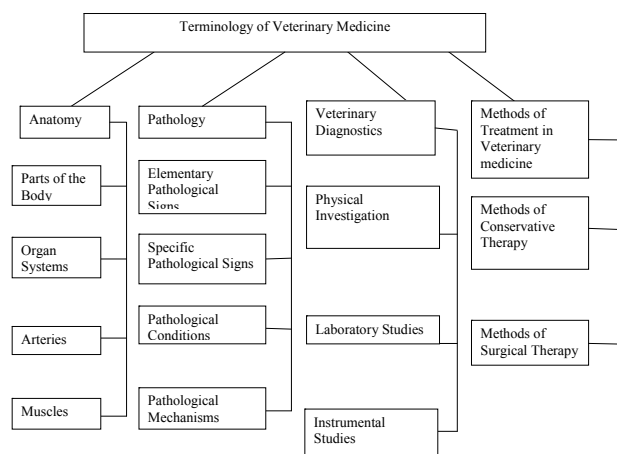 Terminology of Veterinary Medicine
Anatomy
Parts of the
Body
Organ
Systems
Arteries
Muscles
Pathology
Elementary
Pathological
Signs
Specific
Pathological Signs
Pathological
Conditions
Pathological
Mechanisms
Veterinary
Diagnostics
Physical
Investigation
Laboratory Studies
Instrumental
Studies
Methods of
Treatment in
Veterinary
medicine
Methods of
Conservative
Therapy
Methods of
Surgical Therapy